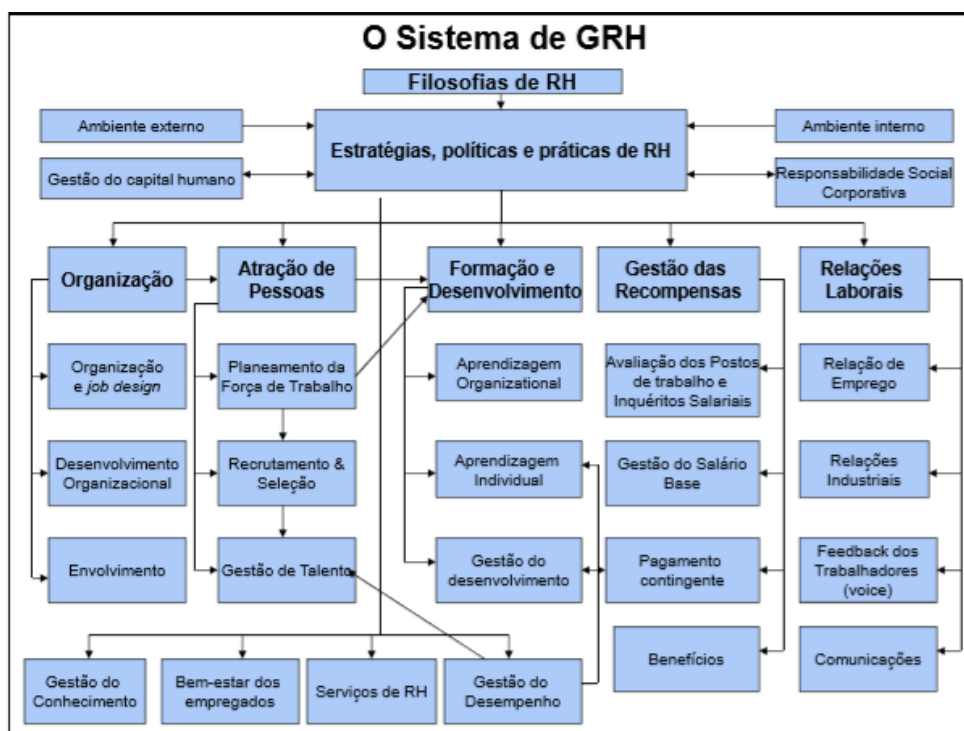 O Sistema de GRH
Filosofias de RH
Ambiente externo
Estratégias, políticas e práticas de RH
Ambiente interno
Gestão do capital humano
Responsabilidade Social
Corporativa
Organização
Atração de
Pessoas
Formação e
Desenvolvimento
Gestão das
Recompensas
Relações
Laborais
Organização
e job design
Planeamento da
Força de Trabalho
Aprendizagem
Organizational
Avaliação dos Postos
de trabalho e
Inquéritos Salariais
Relação de
Emprego
Desenvolvimento
Organizacional
Recrutamento &
Seleção
Aprendizagem
Individual
Gestão do Salário
Base
Relações
Industriais
Envolvimento
Gestão de Talento
Gestão do
desenvolvimento
Pagamento
contingente
Feedback dos
Trabalhadores
(voice)
Gestão do
Conhecimento
Bem-estar dos
empregados
Serviços de RH
Gestão do
Desempenho
Benefícios
Comunicações